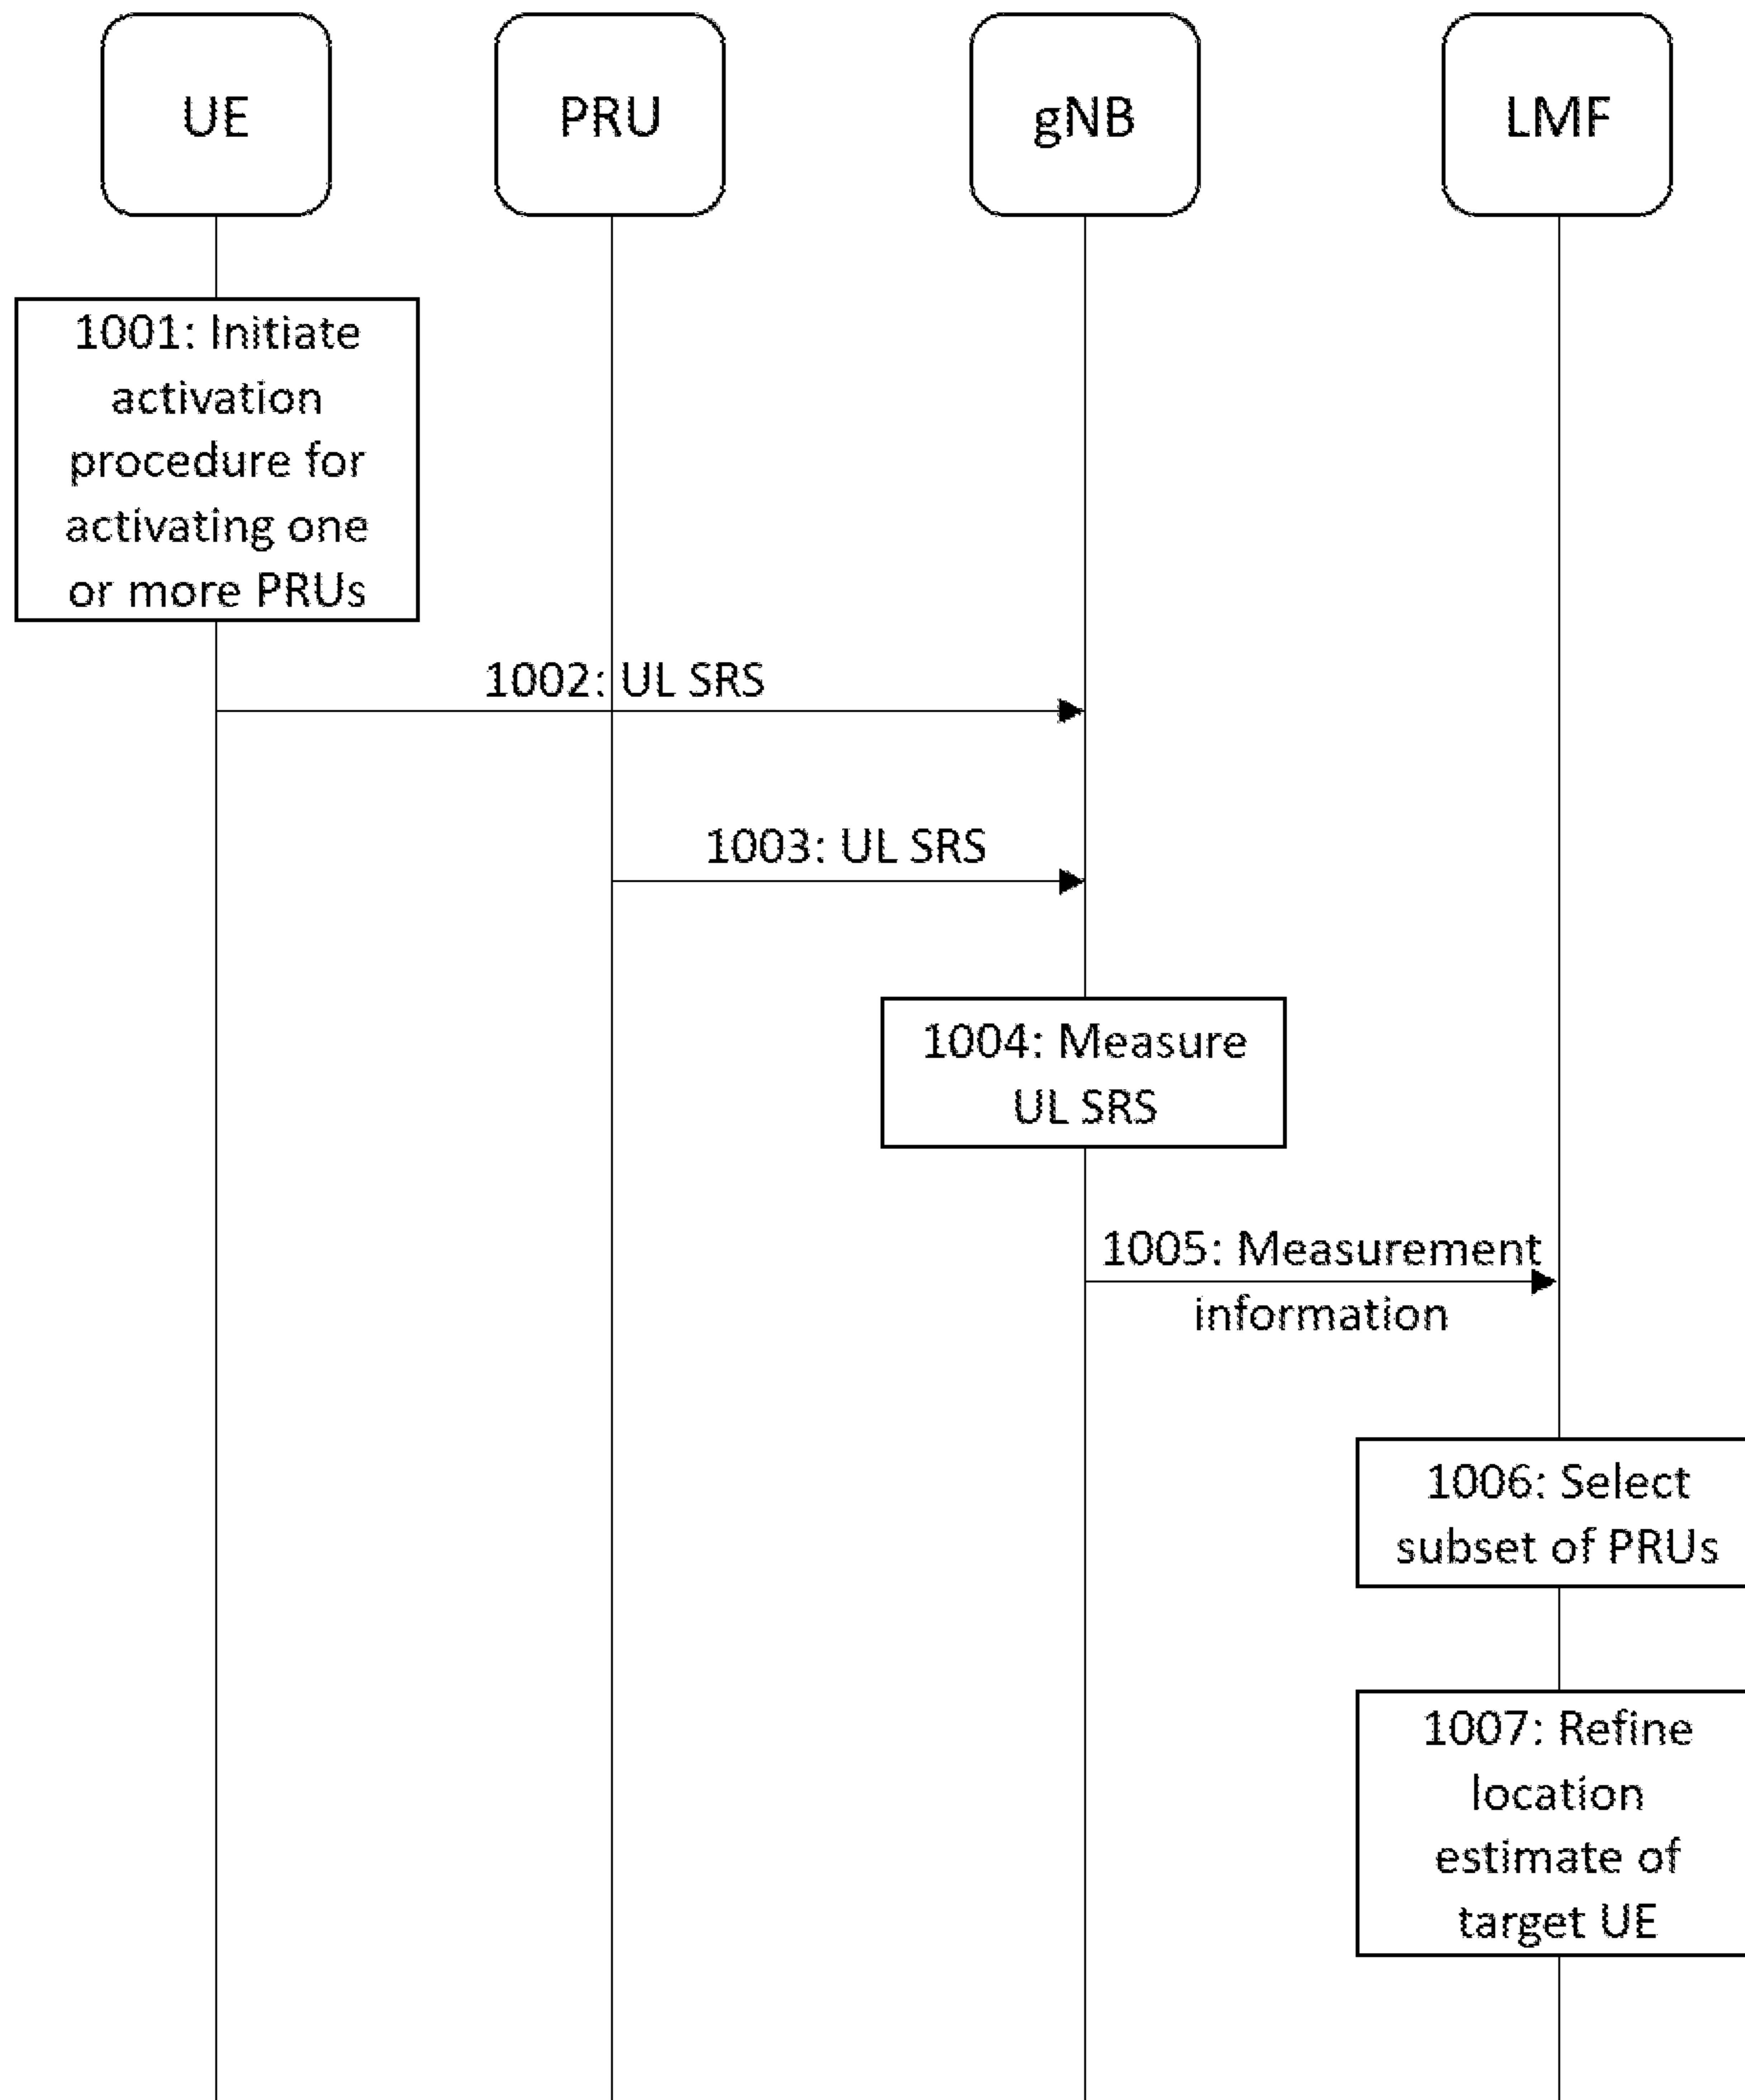 UE
PRU
gNB
LMF
1001: Initiate
activation
procedure for
activating one
or more PRUs
1002: UL SRS
1003: UL SRS
1004: Measure
UL SRS
1005: Measurement
information
1006: Select
subset of PRUs
1007: Refine
location
estimate of
target UE